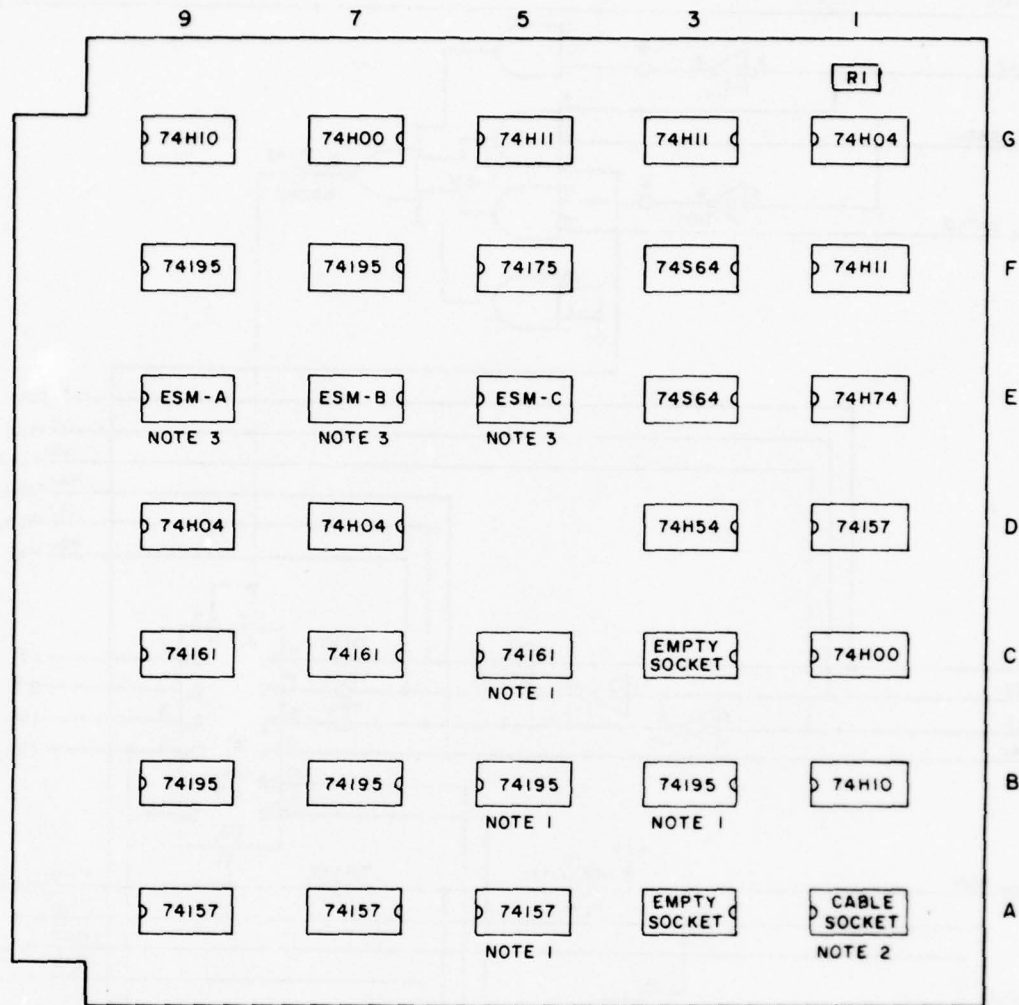 9 7 5 3 1
R1
74H10 74H00 74H11 74H11 74H04 G
74195 74195 74175 74S64 74H11 F
ESM-A ESM-B ESM-C 74S64 74H74 E
NOTE 3 NOTE 3 NOTE 3
74H04 74H04 74H54 74157 D
74161 74161 74161 EMPTY SOCKET 74H00 C
NOTE 1
74195 74195 74195 74195 74H10 B
NOTE 1 NOTE 1
74157 74157 74157 EMPTY SOCKET CABLE SOCKET A
NOTE 1 NOTE 2